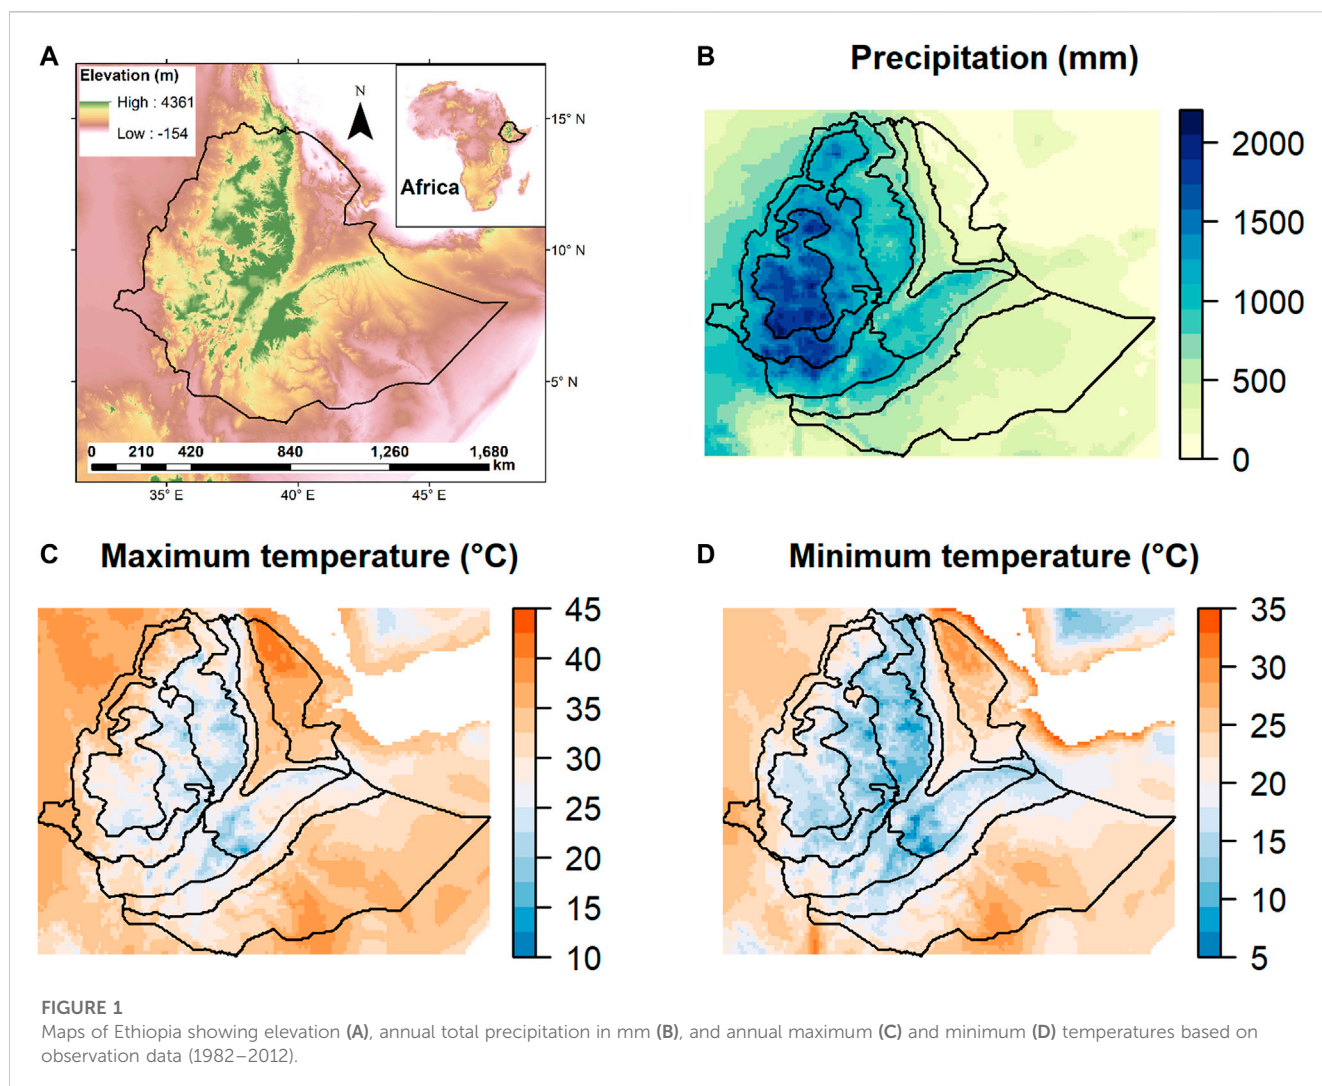 A
Elevation (m)
High : 4361
Low : -154
N
Africa
15° N
10° N
5° N
0 210 420 840 1,260 1,680
km
35° E 40° E 45° E
B Precipitation (mm)
2000
1500
1000
500
0
C Maximum temperature (°C)
45
40
35
30
25
20
15
10
D Minimum temperature (°C)
35
30
25
20
15
10
5
FIGURE 1
Maps of Ethiopia showing elevation (A), annual total precipitation in mm (B), and annual maximum (C) and minimum (D) temperatures based on
observation data (1982–2012).